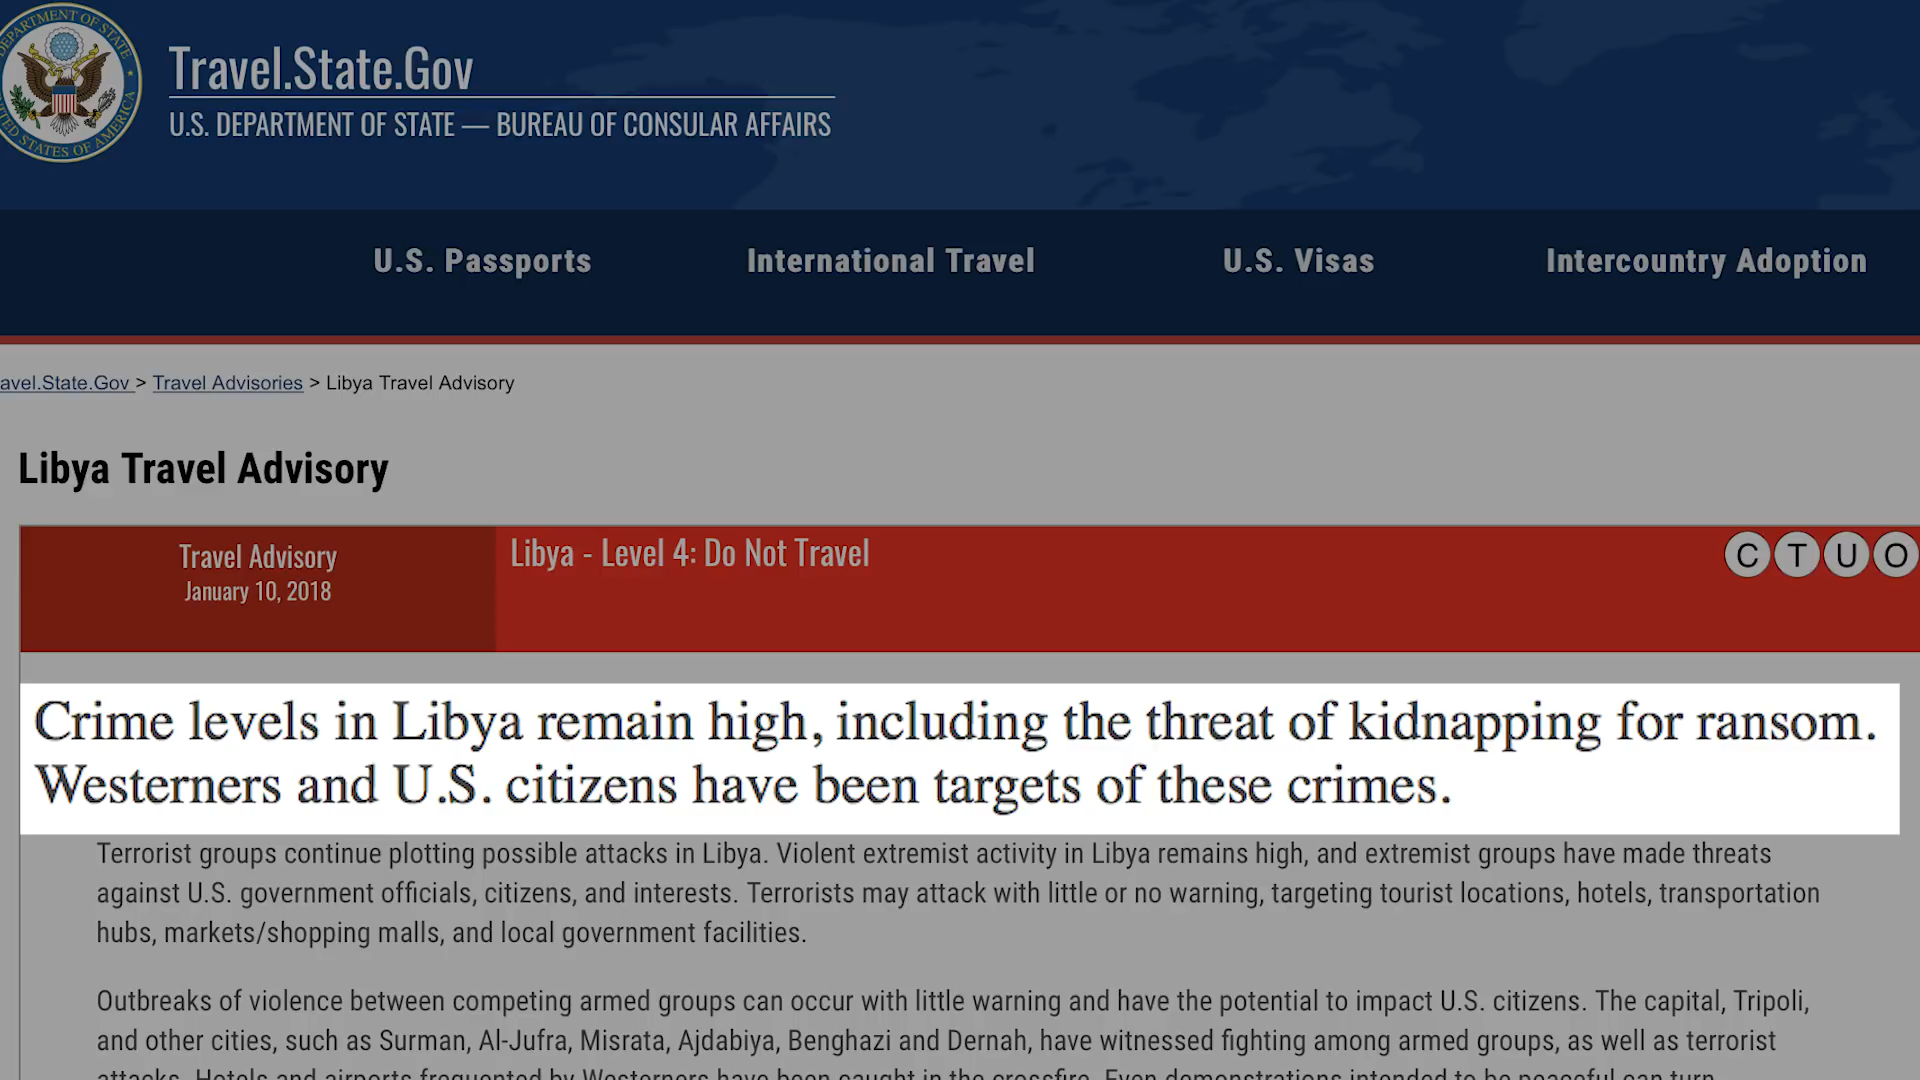 DEPARTMENT OF STATE
UNITED STATES OF AMERICA
Travel.State.Gov
U.S. DEPARTMENT OF STATE — BUREAU OF CONSULAR AFFAIRS
U.S. Passports International Travel U.S. Visas Intercountry Adoption
avel.State.Gov > Travel Advisories > Libya Travel Advisory
Libya Travel Advisory
Travel Advisory
January 10, 2018
Libya - Level 4: Do Not Travel
C T U O
Crime levels in Libya remain high, including the threat of kidnapping for ransom.
Westerners and U.S. citizens have been targets of these crimes.
Terrorist groups continue plotting possible attacks in Libya. Violent extremist activity in Libya remains high, and extremist groups have made threats
against U.S. government officials, citizens, and interests. Terrorists may attack with little or no warning, targeting tourist locations, hotels, transportation
hubs, markets/shopping malls, and local government facilities.
Outbreaks of violence between competing armed groups can occur with little warning and have the potential to impact U.S. citizens. The capital, Tripoli,
and other cities, such as Surman, Al-Jufra, Misrata, Ajdabiya, Benghazi and Dernah, have witnessed fighting among armed groups, as well as terrorist
attacks. Hotels and airports frequented by Westerners have been caught in the crossfire. Even demonstrations intended to be peaceful can turn